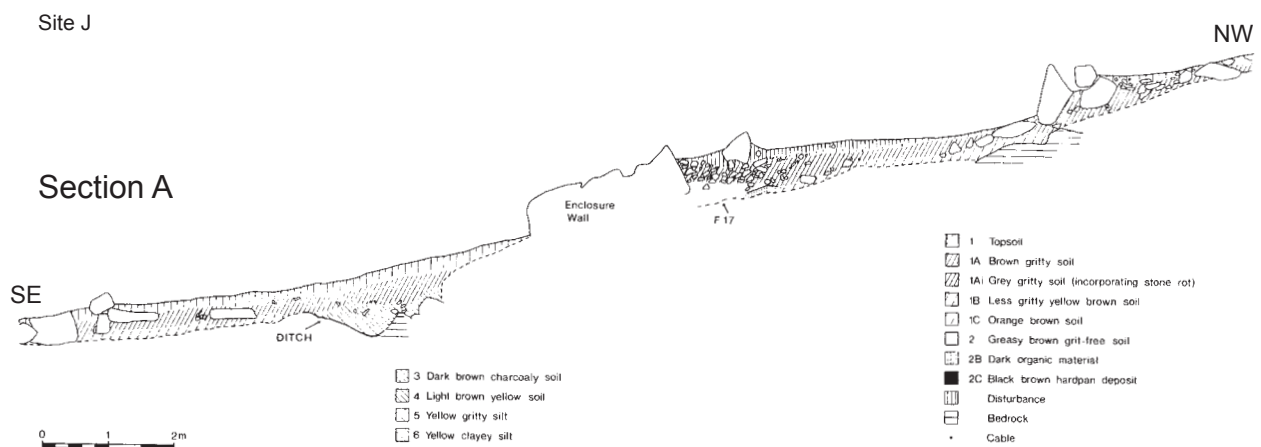 Site J
NW
Section A
Enclosure
Wall
F 17
SE
DITCH
1 Topsoil
1A Brown gritty soil
1Ai Grey gritty soil (incorporating stone rot)
1B Less gritty yellow brown soil
1C Orange brown soil
2 Greasy brown grit-free soil
2B Dark organic material
2C Black brown hardpan deposit
Disturbance
Bedrock
Cable
3 Dark brown charcoaly soil
4 Light brown yellow soil
5 Yellow gritty silt
6 Yellow clayey silt
0 1 2m